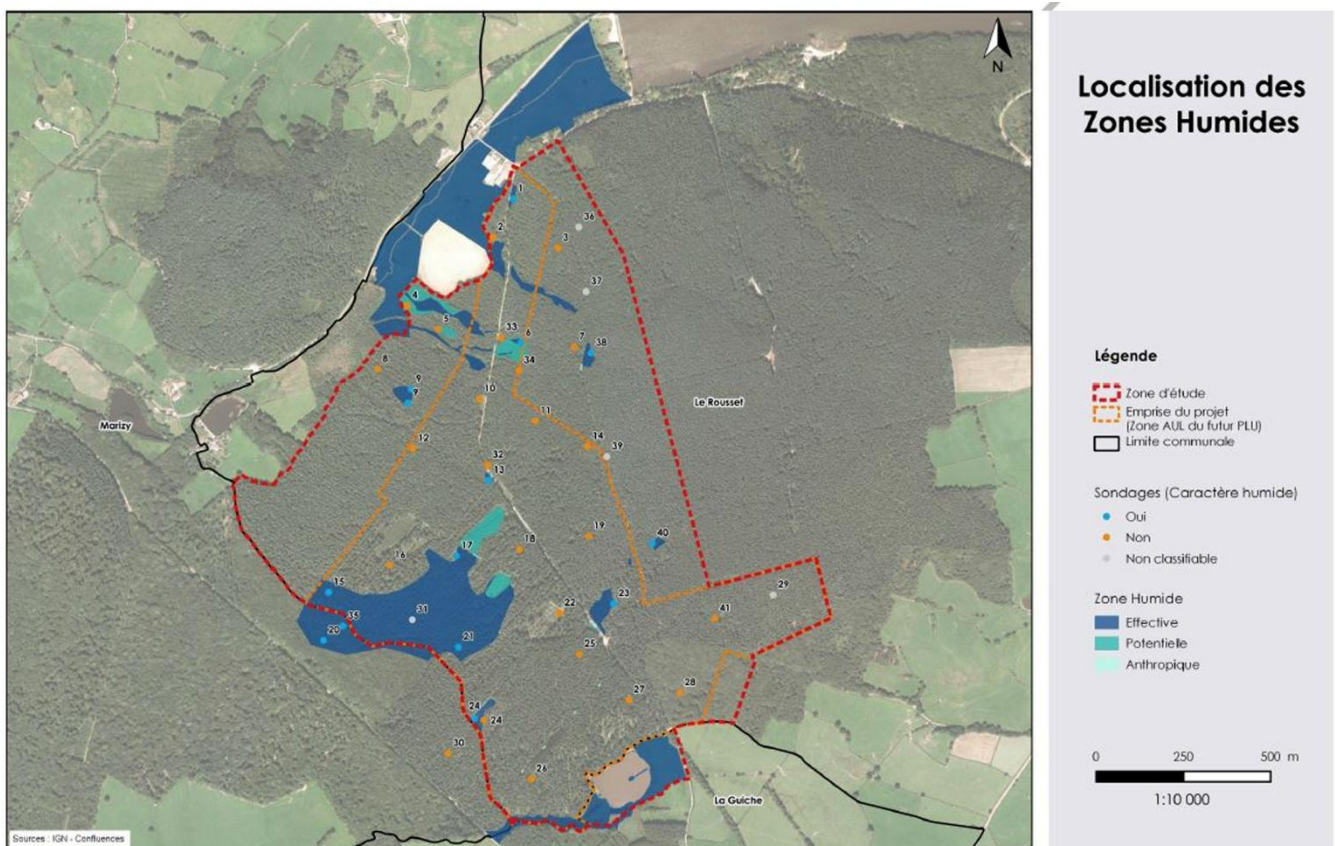 N
1
2
36
3
37
4
5
33
6
7
38
34
8
9
9
10
11
Le Rousset
Marizy
12
14
39
32
13
17
18
19
40
16
15
31
35
20
21
22
23
29
41
25
24
24
27
28
30
26
La Guiche
Sources : IGN - Confluences
Localisation des
Zones Humides
Légende
Zone d'étude
Emprise du projet
(Zone AUL du futur PLU)
Limite communale
Sondages (Caractère humide)
Oui
Non
Non classifiable
Zone Humide
Effective
Potentielle
Anthropique
0 250 500 m
1:10 000